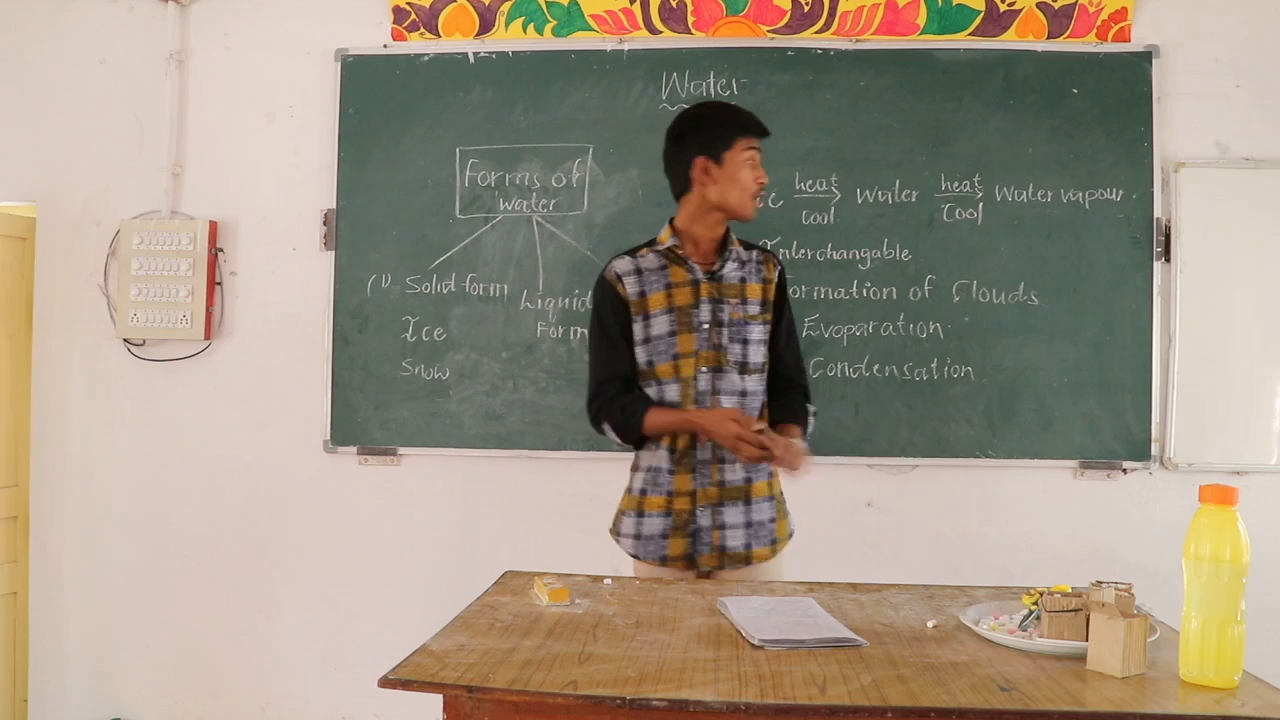 Water
Forms of
water
(1) Solid form
Liquid
Form
Ice
Snow
heat heat
Water Water vapour.
cool Cool
Interchangable
ormation of Clouds
Evoparation.
Condensation